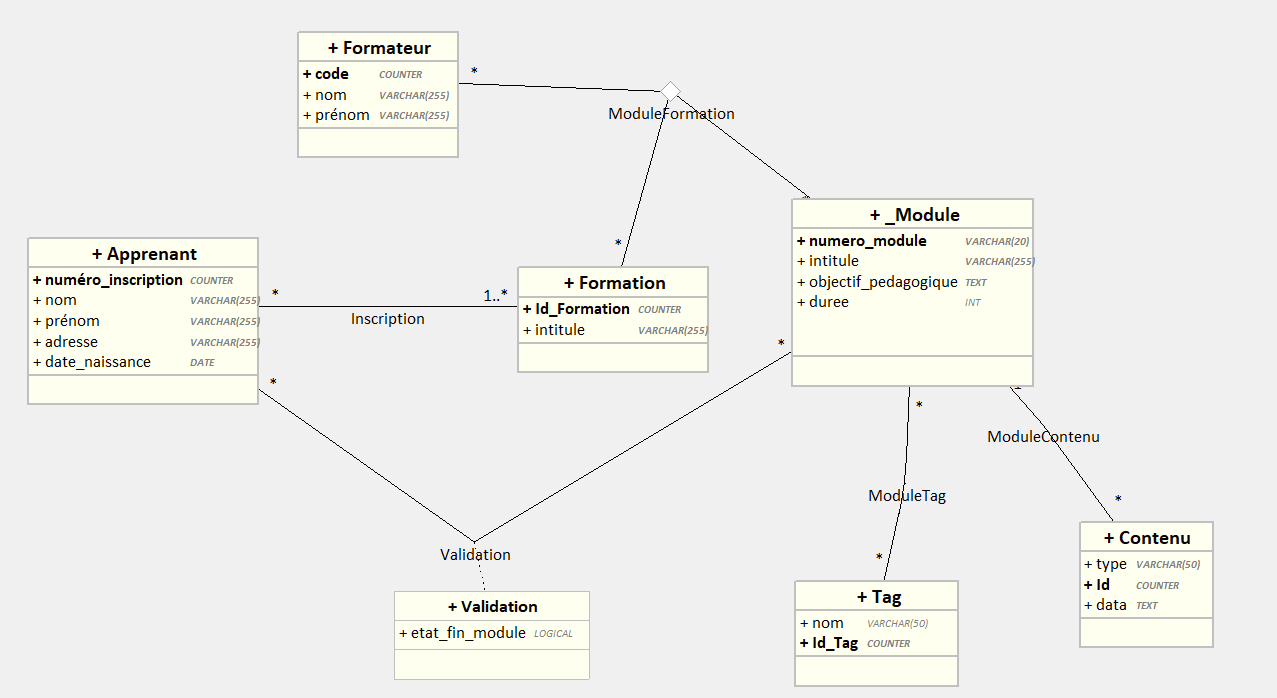 + Formateur
+ code COUNTER
+ nom VARCHAR(255)
+ prénom VARCHAR(255)
*
ModuleFormation
*
+ _Module
+ numero_module VARCHAR(20)
+ intitule VARCHAR(255)
+ objectif_pedagogique TEXT
+ duree INT
+ Apprenant
+ numéro_inscription COUNTER
+ nom VARCHAR(255)
+ prénom VARCHAR(255)
+ adresse VARCHAR(255)
+ date_naissance DATE
*
1..*
Inscription
+ Formation
+ Id_Formation COUNTER
+ intitule VARCHAR(255)
*
*
*
1
ModuleContenu
ModuleTag
*
*
Validation
+ Validation
+ etat_fin_module LOGICAL
+ Tag
+ nom VARCHAR(50)
+ Id_Tag COUNTER
+ Contenu
+ type VARCHAR(50)
+ Id COUNTER
+ data TEXT